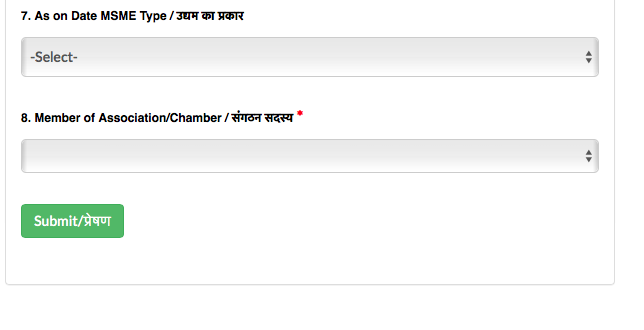 7. As on Date MSME Type / उद्यम का प्रकार
-Select-
8. Member of Association/Chamber / संगठन सदस्य *
Submit/प्रेषण